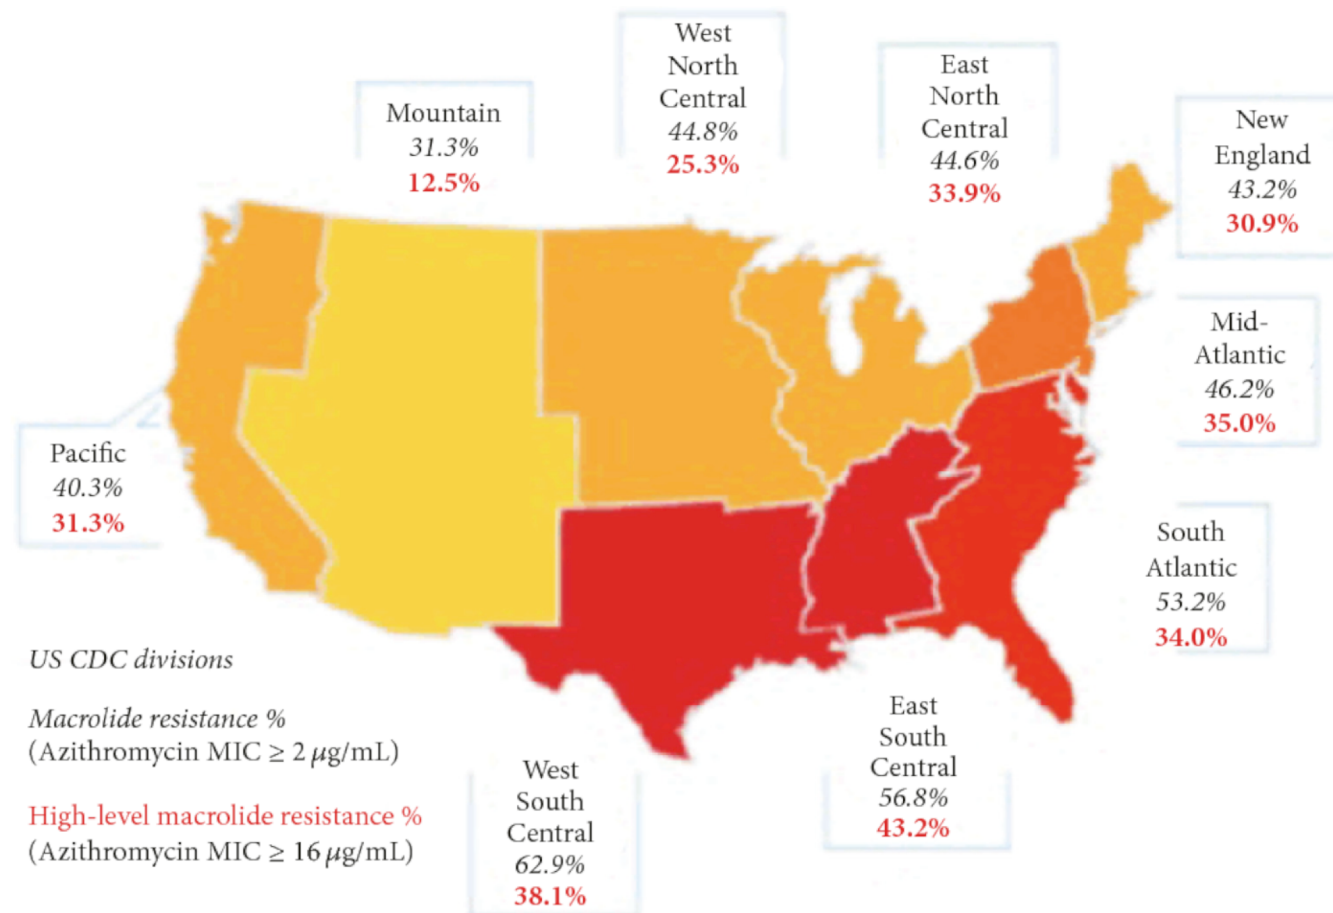 West
North
Central
44.8%
25.3%
East
North
Central
44.6%
33.9%
Mountain
31.3%
12.5%
New
England
43.2%
30.9%
Mid-
Atlantic
46.2%
35.0%
Pacific
40.3%
31.3%
South
Atlantic
53.2%
34.0%
US CDC divisions
Macrolide resistance %
(Azithromycin MIC ≥ 2 μg/mL)
High-level macrolide resistance %
(Azithromycin MIC ≥ 16 μg/mL)
West
South
Central
62.9%
38.1%
East
South
Central
56.8%
43.2%